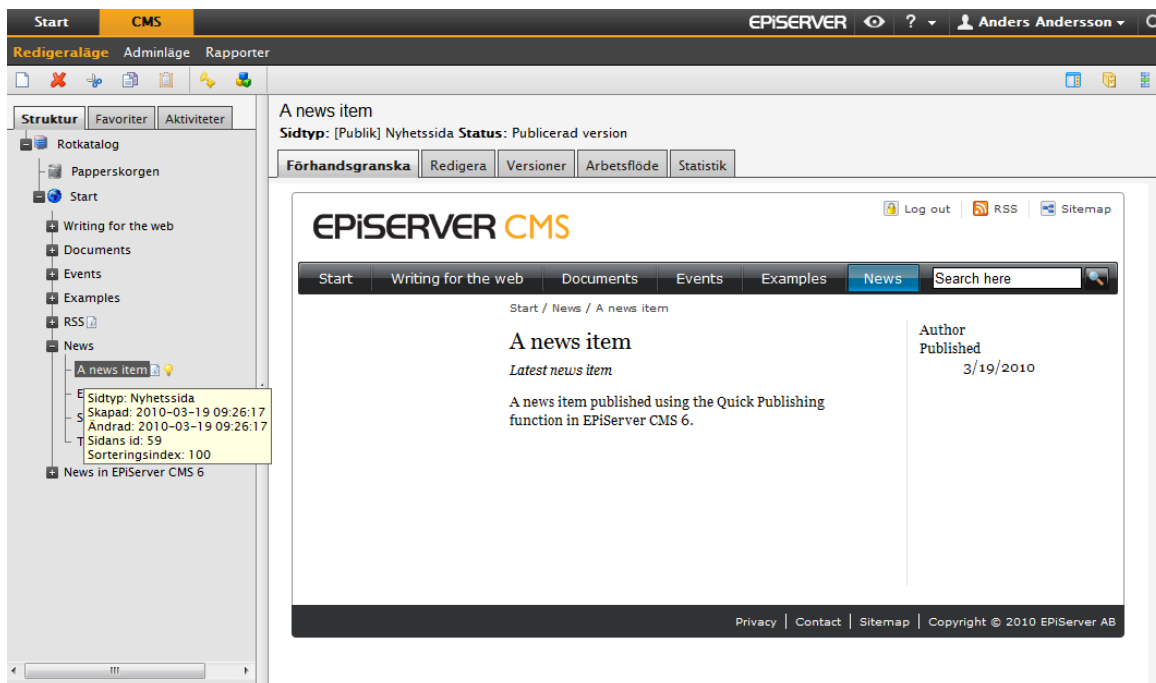 Start CMS EPiSERVER ? Anders Andersson
Redigeraläge Adminläge Rapporter
Struktur Favoriter Aktiviteter
Rotkatalog
Papperskorgen
Start
Writing for the web
Documents
Events
Examples
RSS
News
A news item
E
S
T
Sidtyp: Nyhetssida
Skapad: 2010-03-19 09:26:17
Ändrad: 2010-03-19 09:26:17
Sidans id: 59
Sorteringsindex: 100
News in EPiServer CMS 6
A news item
Sidtyp: [Publik] Nyhetssida Status: Publicerad version
Förhandsgranska Redigera Versioner Arbetsflöde Statistik
EPiSERVER CMS
Log out RSS Sitemap
Start Writing for the web Documents Events Examples News Search here
Start / News / A news item
A news item
Latest news item
A news item published using the Quick Publishing
function in EPiServer CMS 6.
Author
Published
3/19/2010
Privacy | Contact | Sitemap | Copyright © 2010 EPiServer AB